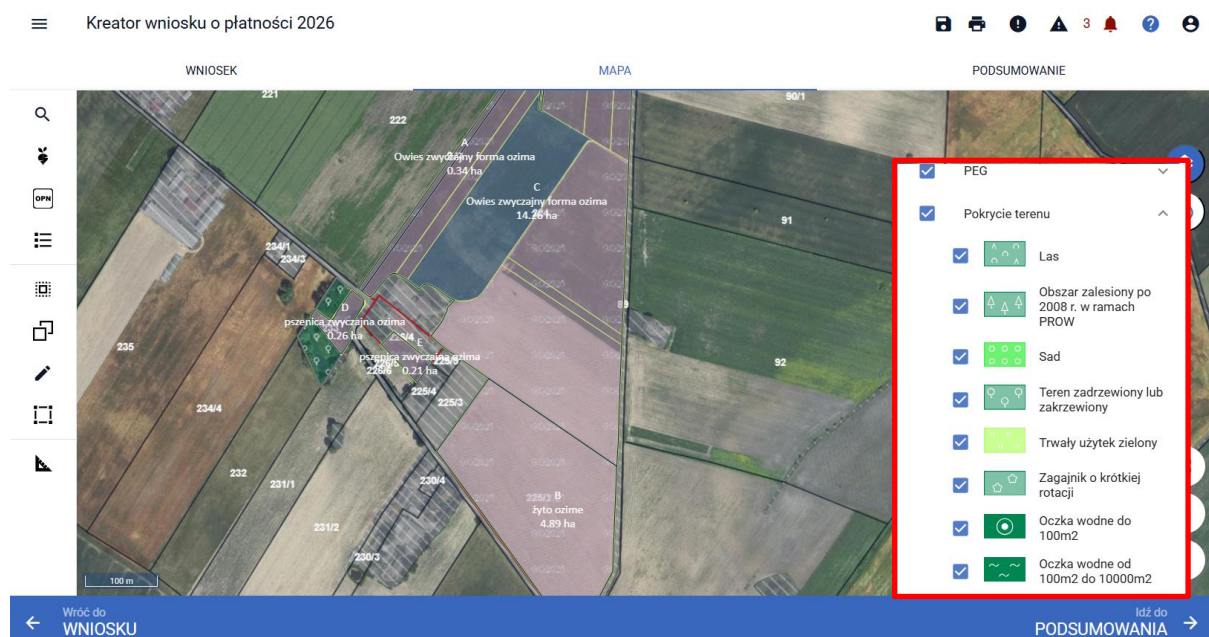 Kreator wniosku o płatności 2026
3
WNIOSEK
MAPA
PODSUMOWANIE
OPN
221
222
90/1
A
Owies zwyczajny forma ozima
0.34 ha
C
Owies zwyczajny forma ozima
14.26 ha
91
234/1
234/3
89
D
pszenica zwyczajna ozima
0.26 ha
E
pszenica zwyczajna ozima
0.21 ha
226/6
225/4
225/3
235
92
234/4
232
231/1
230/4
225/3 B
żyto ozime
4.89 ha
231/2
230/3
100 m
PEG
Pokrycie terenu
Las
Obszar zalesiony po
2008 r. w ramach
PROW
Sad
Teren zadrzewiony lub
zakrzewiony
Trwały użytek zielony
Zagajnik o krótkiej
rotacji
Oczka wodne do
100m2
Oczka wodne od
100m2 do 10000m2
Wróć do
WNIOSKU
Idź do
PODSUMOWANIA